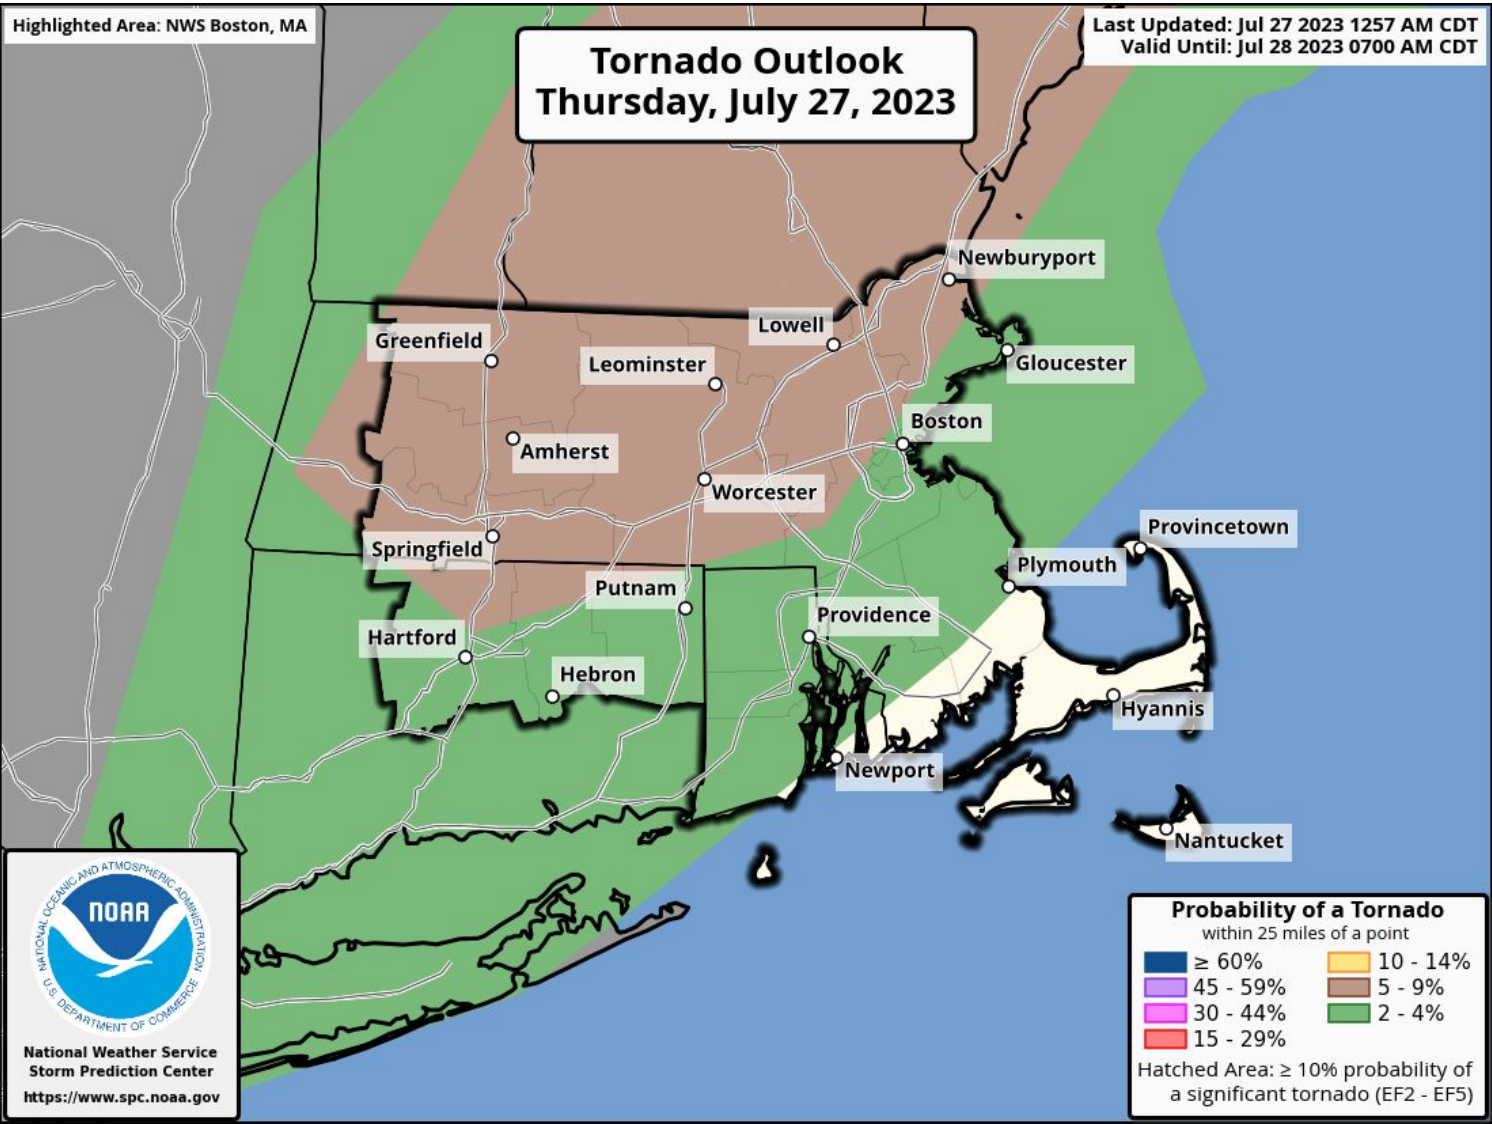 Highlighted Area: NWS Boston, MA
Tornado Outlook
Thursday, July 27, 2023
Last Updated: Jul 27 2023 1257 AM CDT
Valid Until: Jul 28 2023 0700 AM CDT
Newburyport
Lowell
Greenfield
Leominster
Gloucester
Boston
Amherst
Worcester
Provincetown
Springfield
Plymouth
Putnam
Providence
Hartford
Hebron
Hyannis
Newport
Nantucket
NATIONAL OCEANIC AND ATMOSPHERIC ADMINISTRATION
NOAA
U.S. DEPARTMENT OF COMMERCE
National Weather Service
Storm Prediction Center
https://www.spc.noaa.gov
Probability of a Tornado
within 25 miles of a point
≥ 60%
10 - 14%
45 - 59%
5 - 9%
30 - 44%
2 - 4%
15 - 29%
Hatched Area: ≥ 10% probability of
a significant tornado (EF2 - EF5)